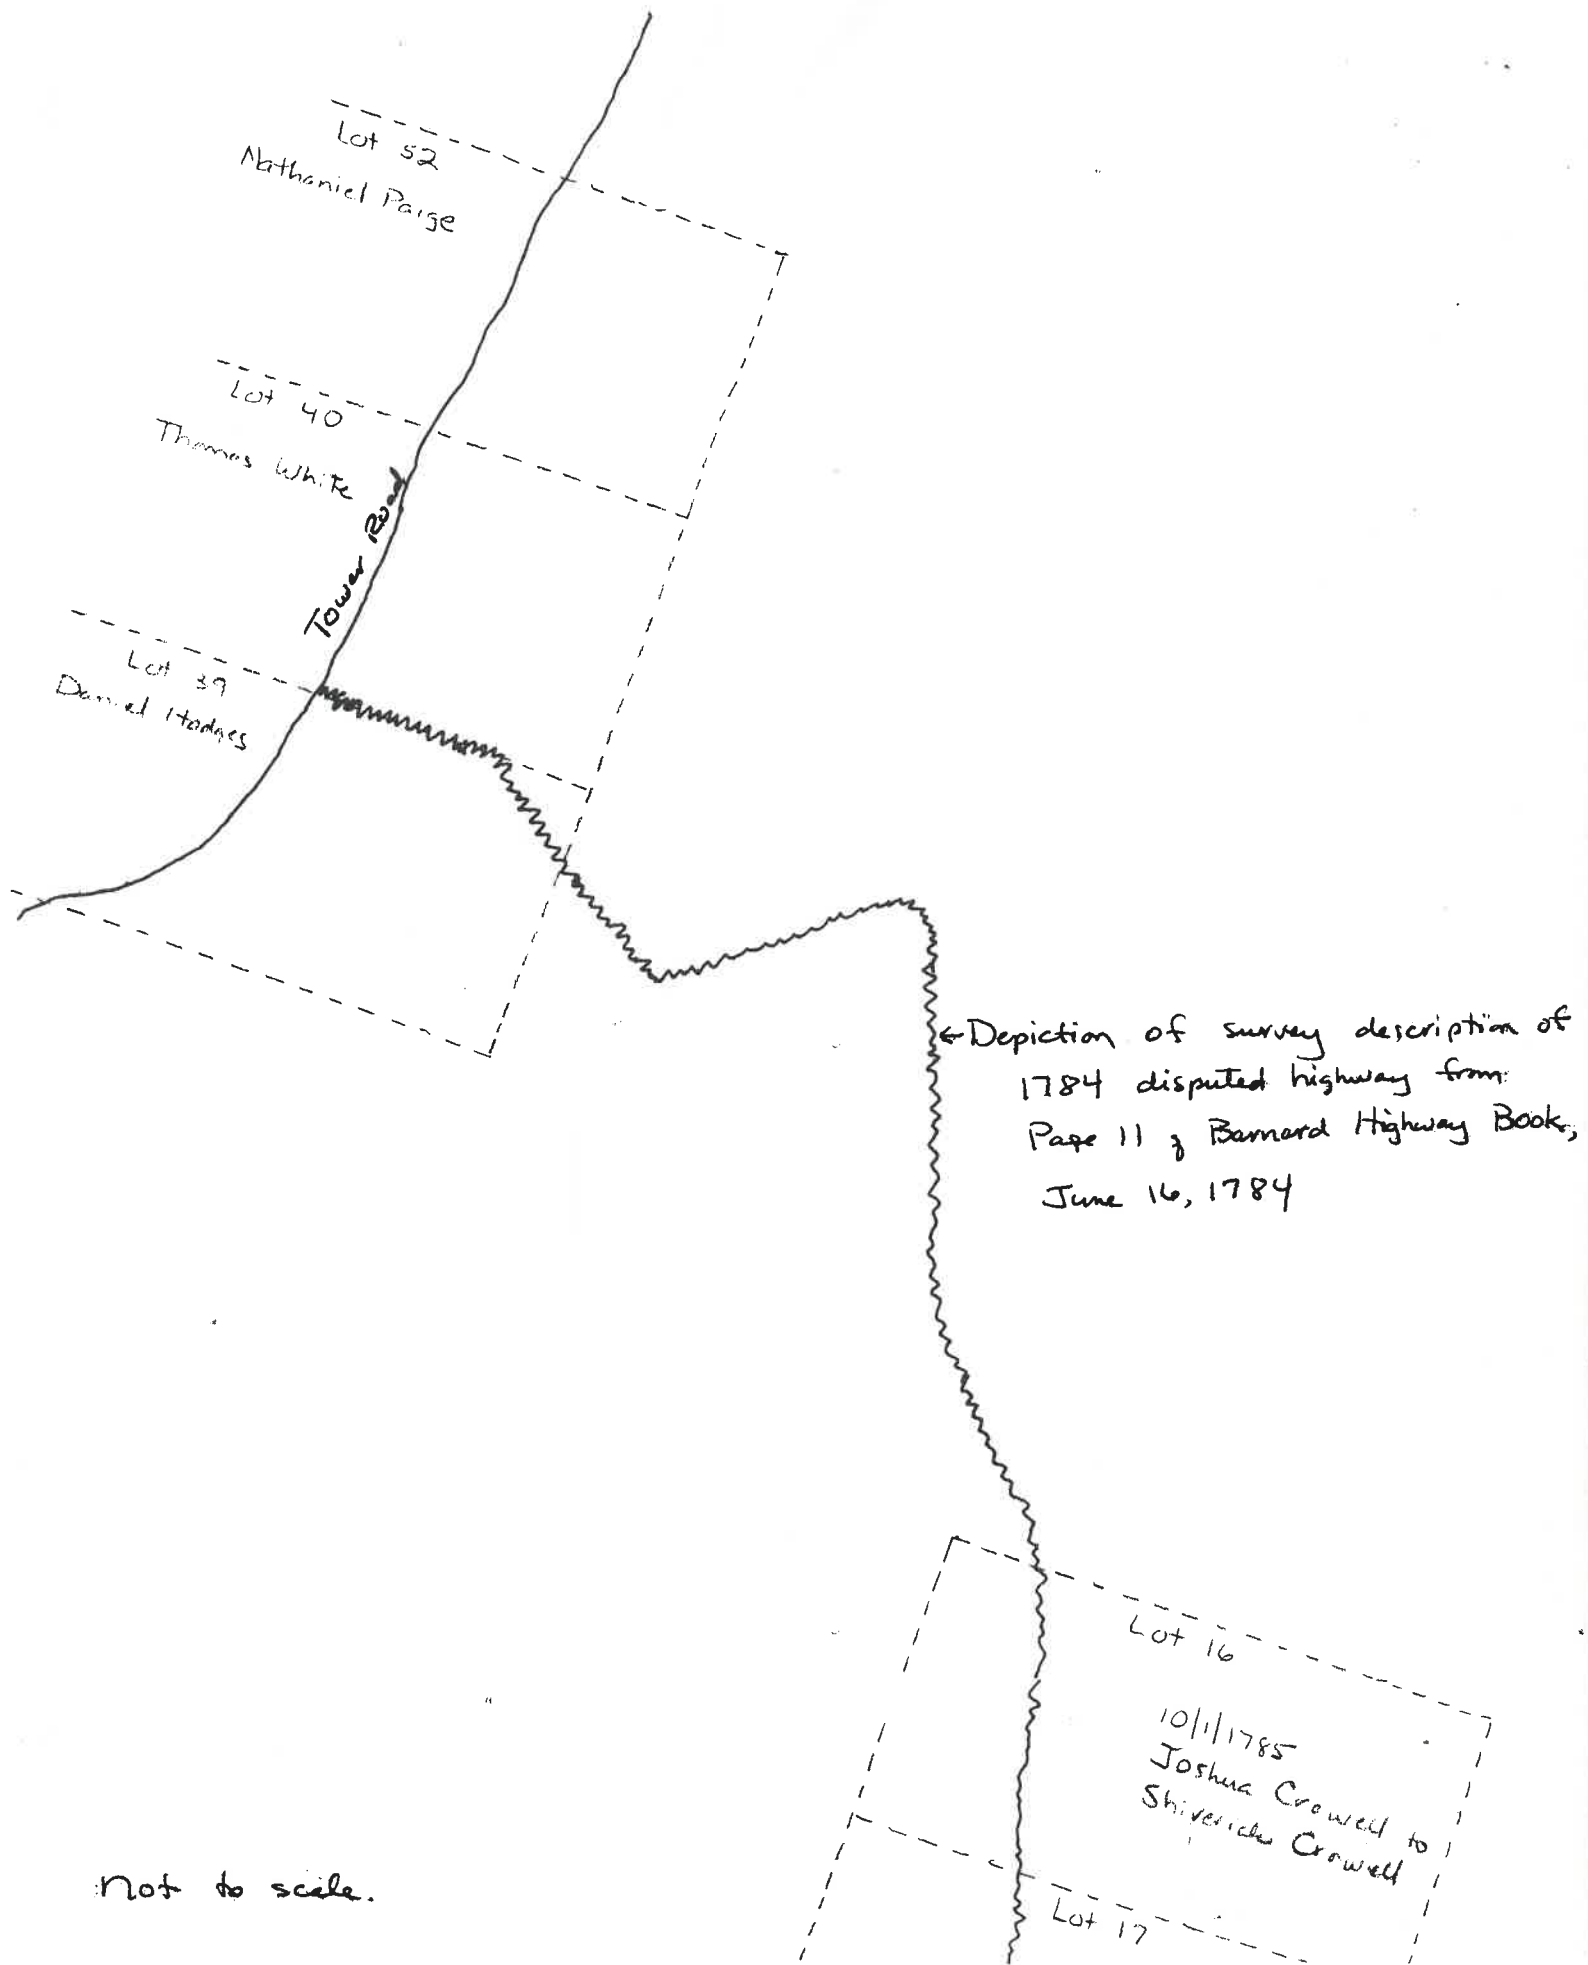 Lot 52
Nathaniel Paige
Lot 40
Thomas White
Tower Road
Lot 39
Daniel Hodges
←Depiction of survey description of
1784 disputed highway from:
Page 11 of Barnard Highway Book,
June 16, 1784
Lot 16
10/1/1785
Joshua Crowell to
Shiverick Crowell
Lot 17
not to scale.